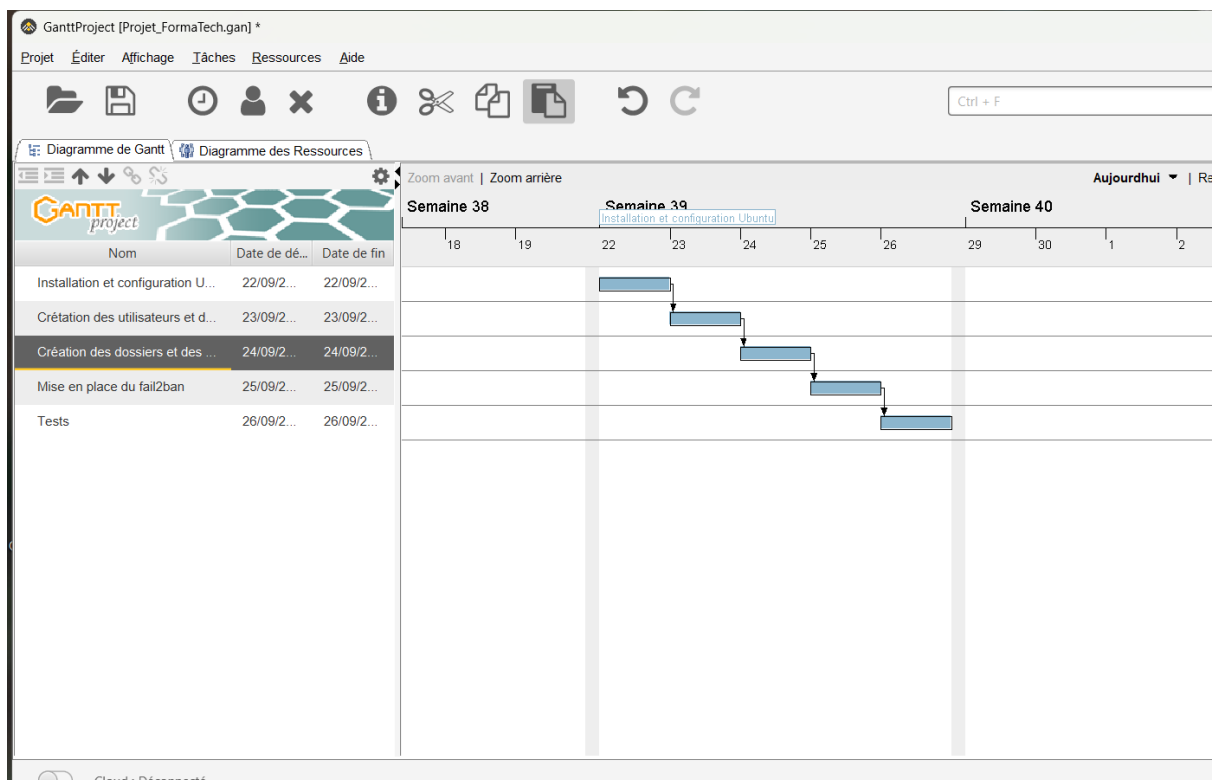 GanttProject [Projet_FormaTech.gan] *
Projet Éditer Affichage Tâches Ressources Aide
Ctrl + F
Diagramme de Gantt Diagramme des Ressources
Zoom avant | Zoom arrière Aujourdhui | Re
GANTT project
Semaine 38 Semaine 39 Semaine 40
Installation et configuration Ubuntu
18 19 22 23 24 25 26 29 30 1 2
Nom Date de dé... Date de fin
Installation et configuration U... 22/09/2... 22/09/2...
Crétation des utilisateurs et d... 23/09/2... 23/09/2...
Création des dossiers et des ... 24/09/2... 24/09/2...
Mise en place du fail2ban 25/09/2... 25/09/2...
Tests 26/09/2... 26/09/2...
Cloud : Déconnecté